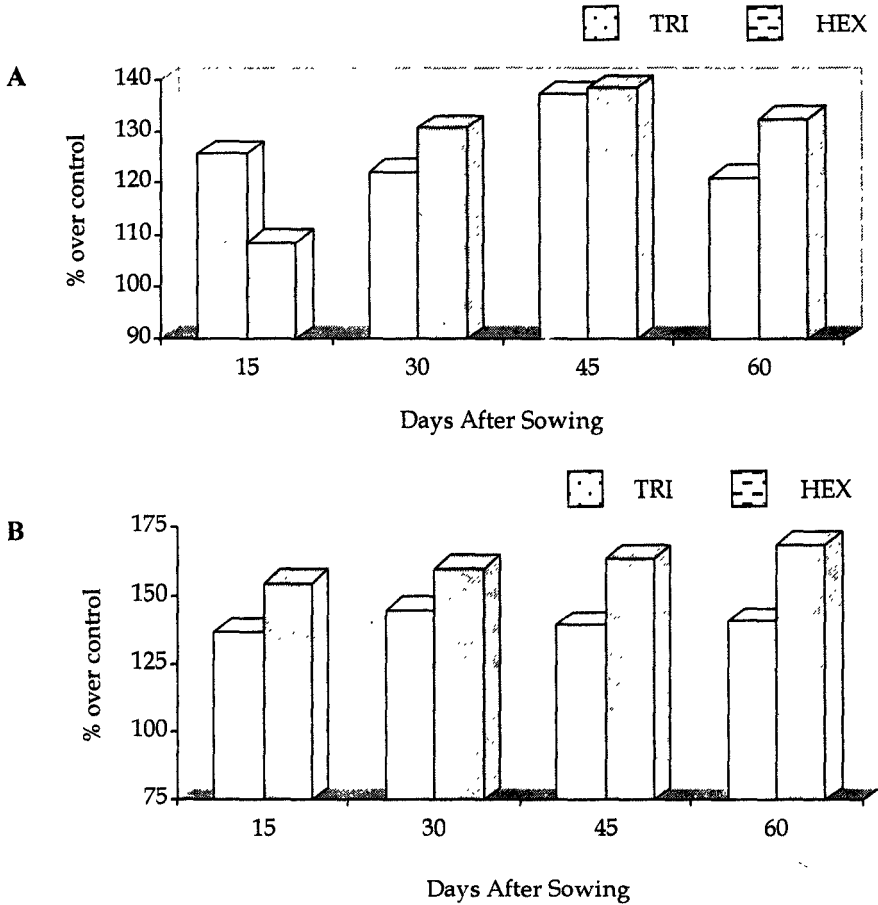 TRI HEX
A
140
130
120
110
100
90
% over control
15 30 45 60
Days After Sowing
TRI HEX
B
175
150
125
100
75
% over control
15 30 45 60
Days After Sowing